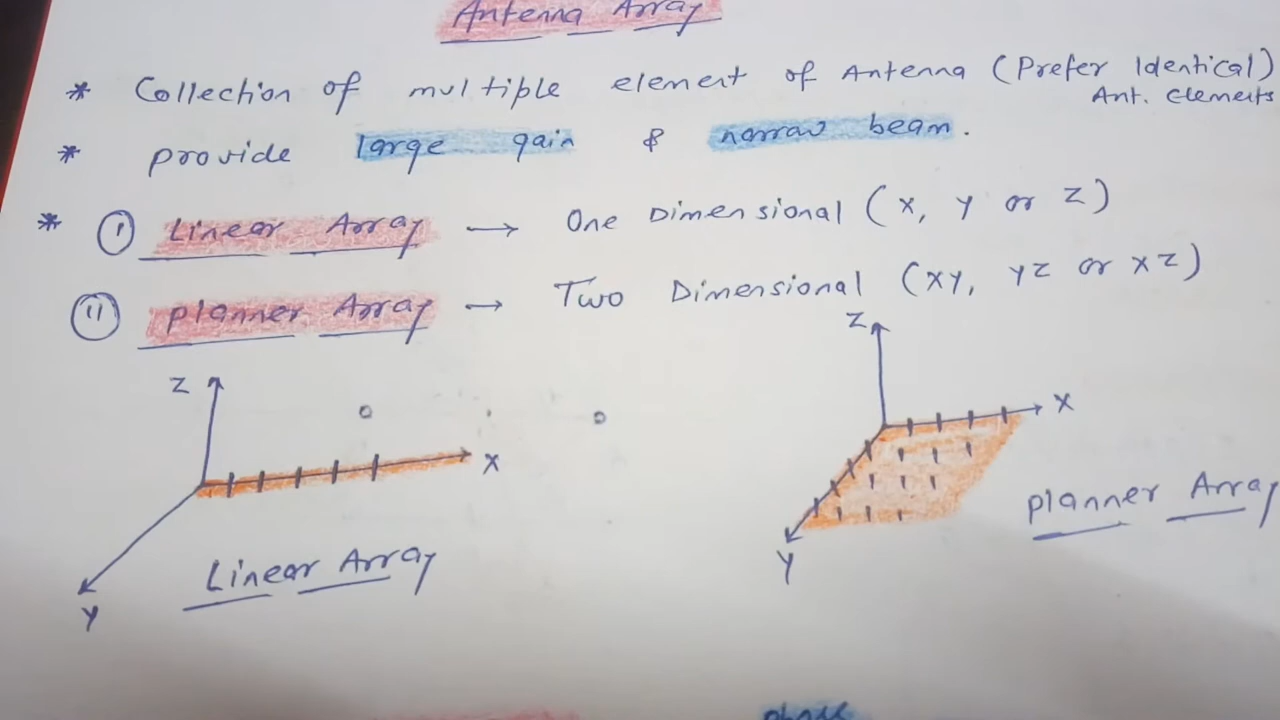 Antenna Array
* Collection of multiple element of Antenna (Prefer Identical)
Ant. Elements
* provide large gain & narrow beam.
* (I) Linear Array → One Dimensional (X, Y or Z)
(II) planner Array → Two Dimensional (XY, YZ or XZ)
Z
X
Y
Linear Array
Z
X
Y
planner Array